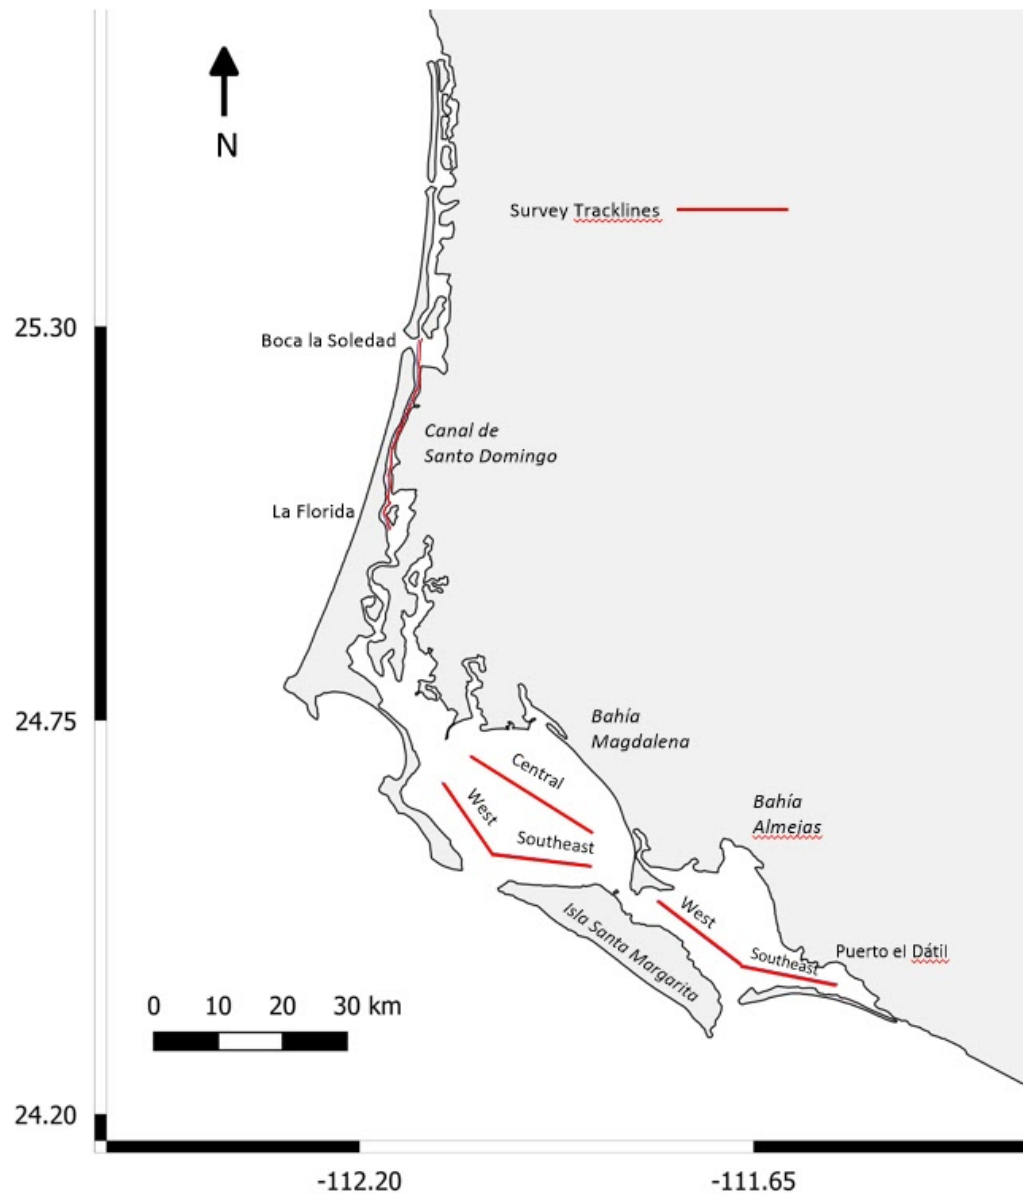 N
Survey Tracklines
25.30
Boca la Soledad
Canal de
Santo Domingo
La Florida
24.75
Bahía
Magdalena
Central
West
Southeast
Bahía
Almejas
West
Isla Santa Margarita
Southeast
Puerto el Dátil
0 10 20 30 km
24.20
-112.20 -111.65